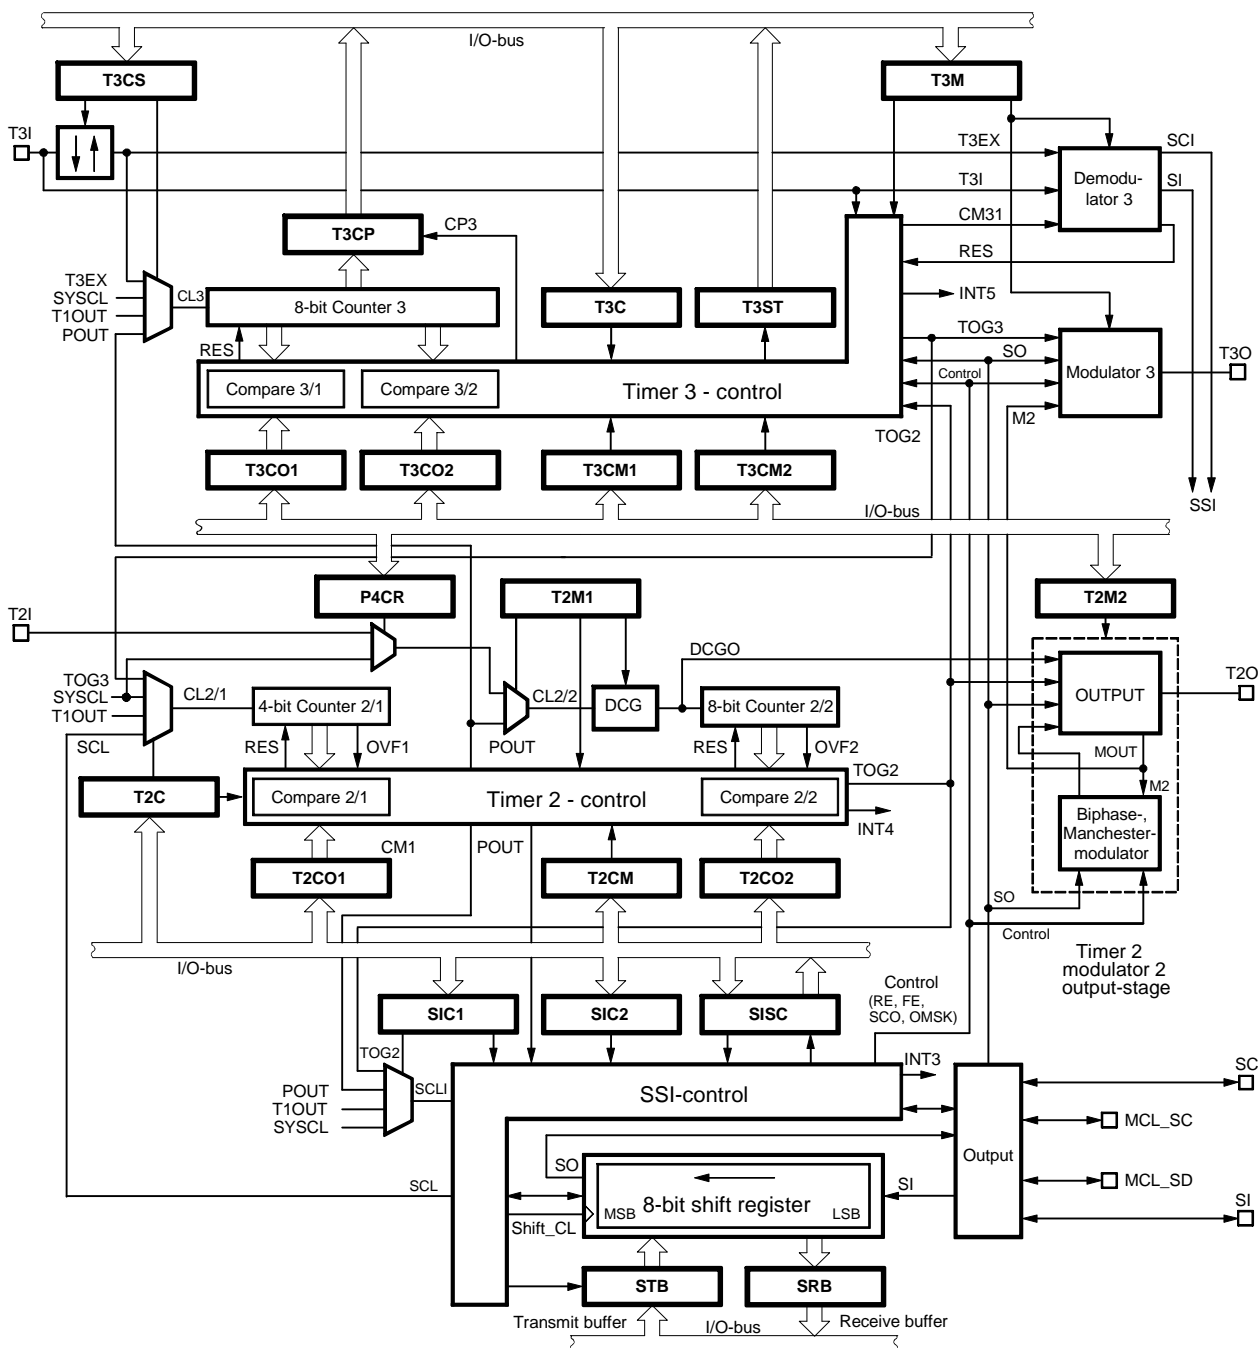 I/O-bus
T3CS
T3M
T3I
T3EX
SCI
T3I
SI
Demodu-
lator 3
T3CP
CP3
CM31
RES
T3EX
SYSCL
T1OUT
POUT
CL3
8-bit Counter 3
T3C
T3ST
INT5
RES
TOG3
SO
Control
M2
Modulator 3
T3O
Compare 3/1
Compare 3/2
Timer 3 - control
TOG2
T3CO1
T3CO2
T3CM1
T3CM2
I/O-bus
SSI
P4CR
T2M1
T2M2
T2I
DCGO
TOG3
SYSCL
T1OUT
SCL
CL2/1
4-bit Counter 2/1
CL2/2
DCG
8-bit Counter 2/2
OUTPUT
T2O
RES
OVF1
POUT
RES
OVF2
MOUT
TOG2
M2
T2C
Compare 2/1
Timer 2 - control
Compare 2/2
INT4
Biphase-,
Manchester-
modulator
CM1
POUT
T2CO1
T2CM
T2CO2
SO
Control
I/O-bus
Timer 2
modulator 2
output-stage
Control
(RE, FE,
SCO, OMSK)
SIC1
SIC2
SISC
TOG2
INT3
POUT
T1OUT
SYSCL
SCLI
SSI-control
SC
MCL_SC
Output
SO
SI
MCL_SD
SCL
8-bit shift register
MSB
LSB
Shift_CL
SI
STB
SRB
Transmit buffer
I/O-bus
Receive buffer